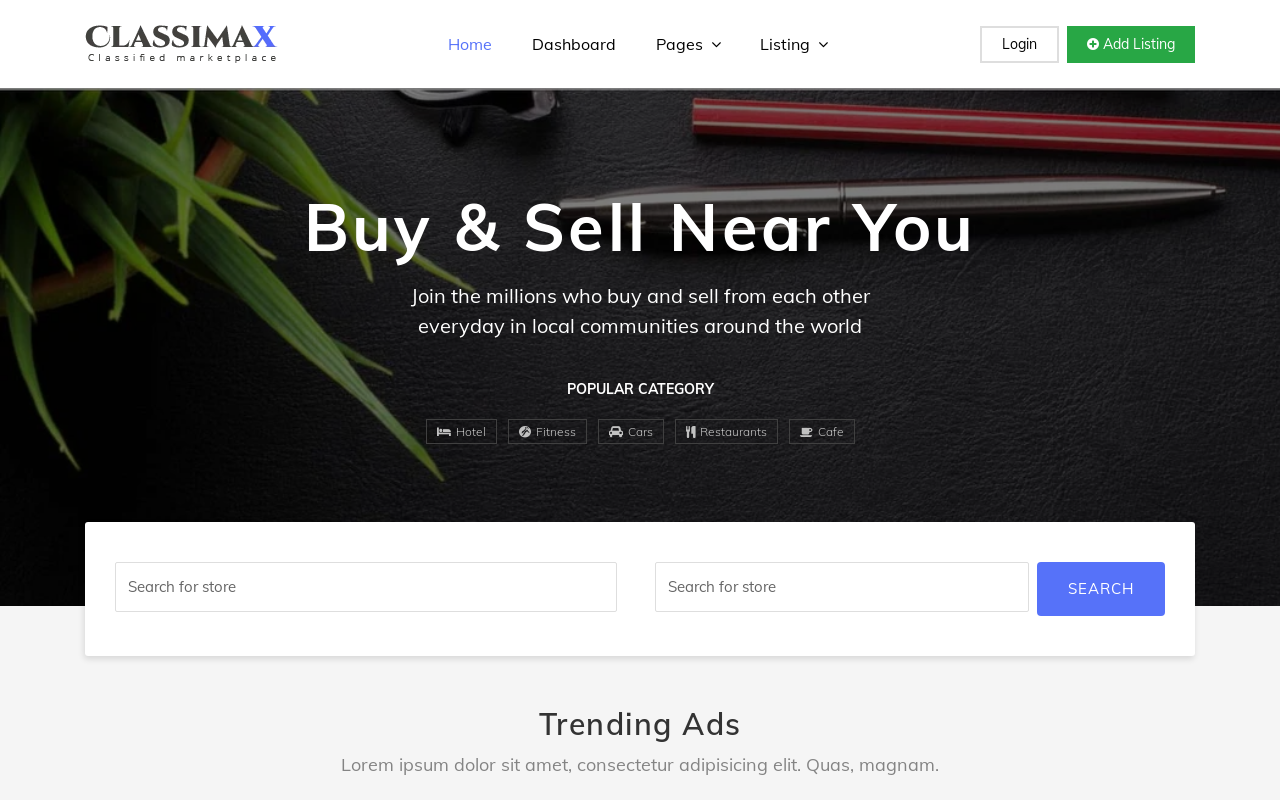 CLASSIMAX
Classified marketplace
Home
Dashboard
Pages
Listing
Login
Add Listing
Buy & Sell Near You
Join the millions who buy and sell from each other
everyday in local communities around the world
POPULAR CATEGORY
Hotel
Fitness
Cars
Restaurants
Cafe
Search for store
Search for store
SEARCH
Trending Ads
Lorem ipsum dolor sit amet, consectetur adipisicing elit. Quas, magnam.